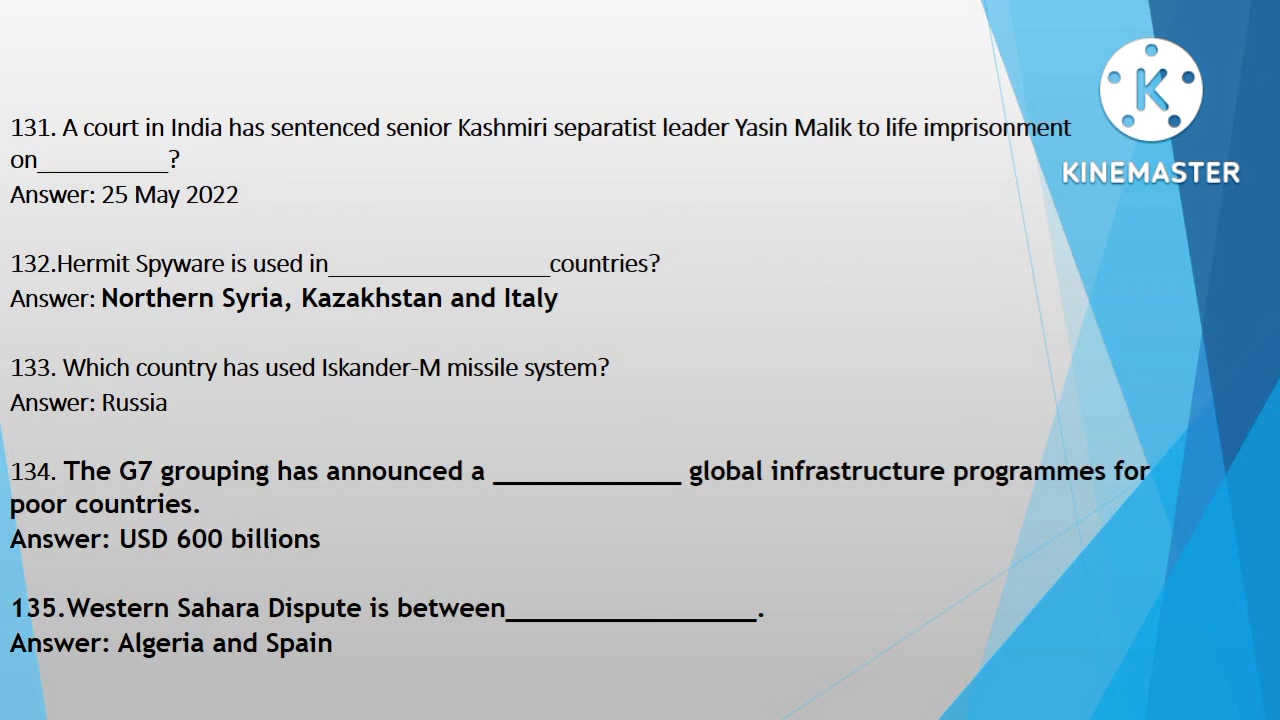 131. A court in India has sentenced senior Kashmiri separatist leader Yasin Malik to life imprisonment
on__________?
Answer: 25 May 2022
132.Hermit Spyware is used in_________________countries?
Answer: Northern Syria, Kazakhstan and Italy
133. Which country has used Iskander-M missile system?
Answer: Russia
134. The G7 grouping has announced a _____________ global infrastructure programmes for
poor countries.
Answer: USD 600 billions
135.Western Sahara Dispute is between__________________.
Answer: Algeria and Spain
K
KINEMASTER